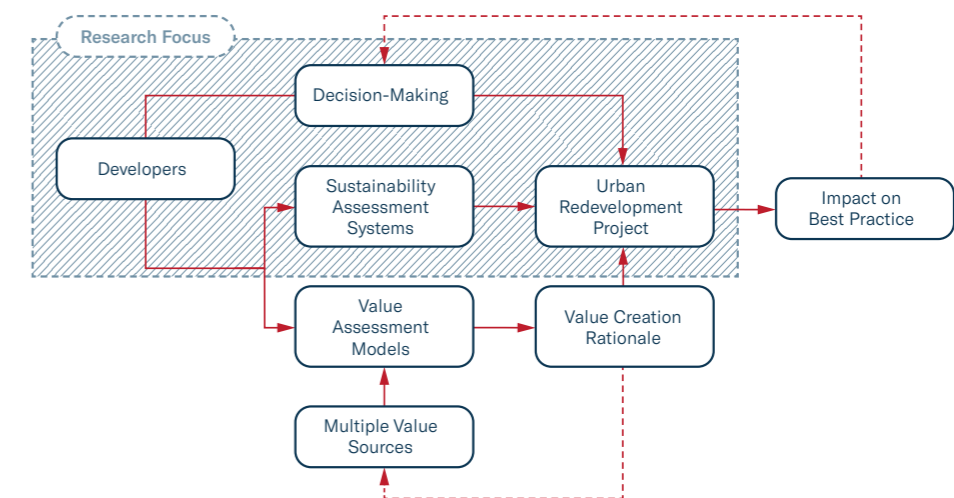 Research Focus
Decision-Making
Developers
Sustainability
Assessment
Systems
Urban
Redevelopment
Project
Impact on
Best Practice
Value
Assessment
Models
Value Creation
Rationale
Multiple Value
Sources